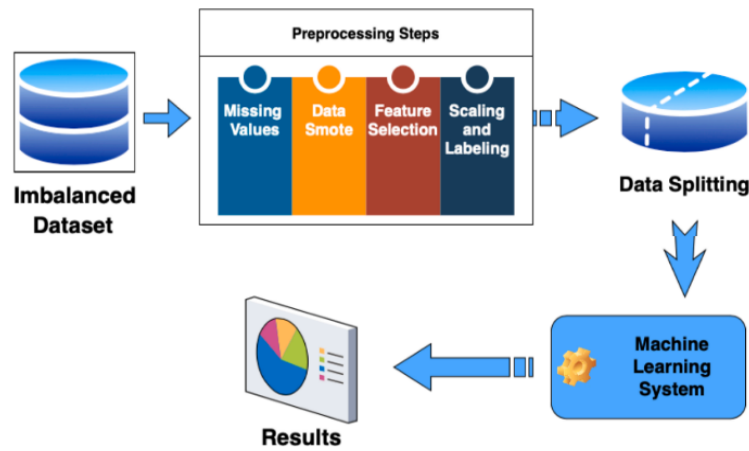 Preprocessing Steps
Missing
Values
Data
Smote
Feature
Selection
Scaling
and
Labeling
Imbalanced
Dataset
Data Splitting
Machine
Learning
System
Results